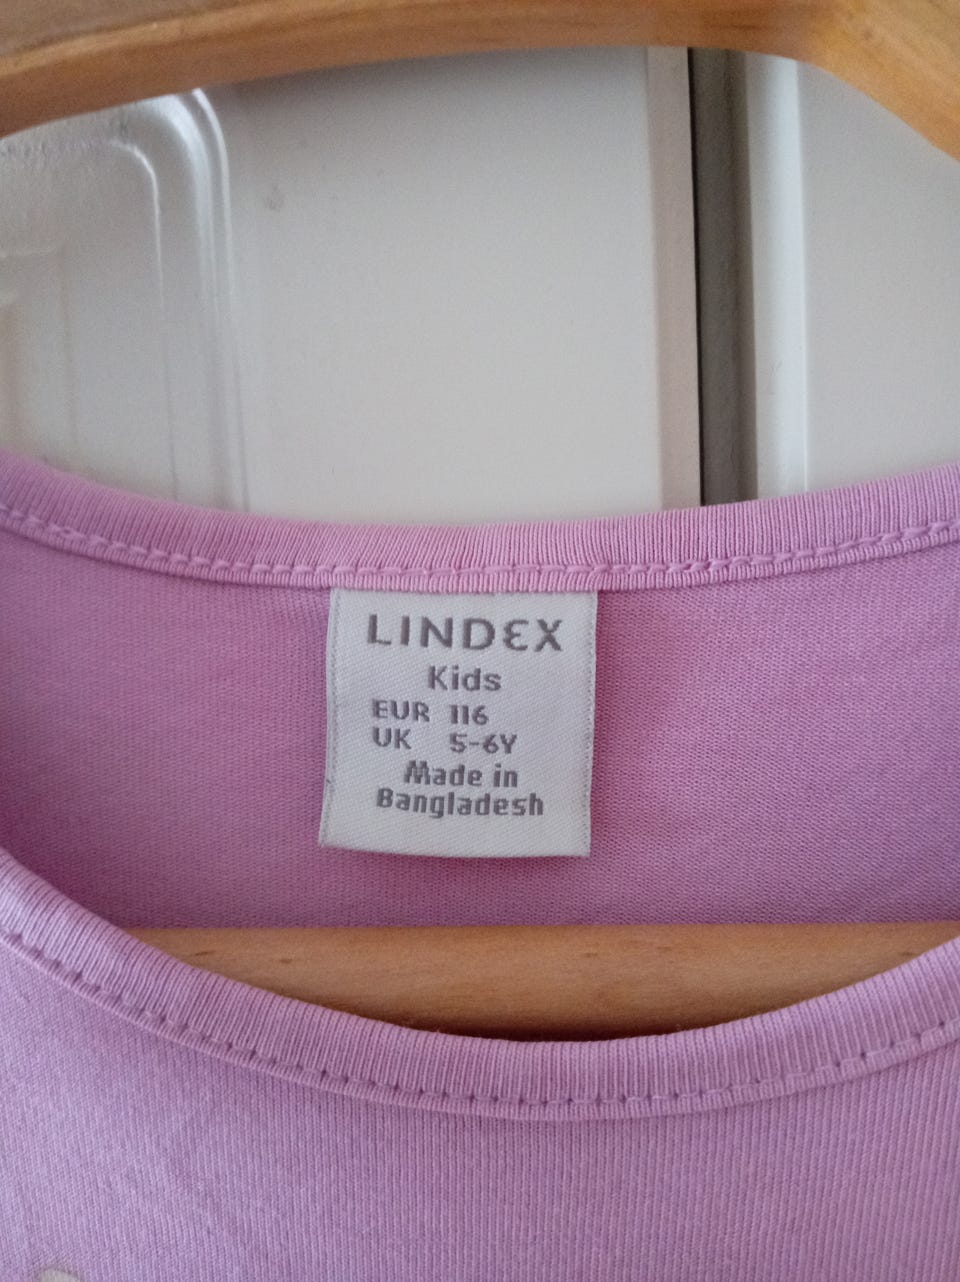 LINDEX
Kids
EUR 116
UK 5-6Y
Made in
Bangladesh